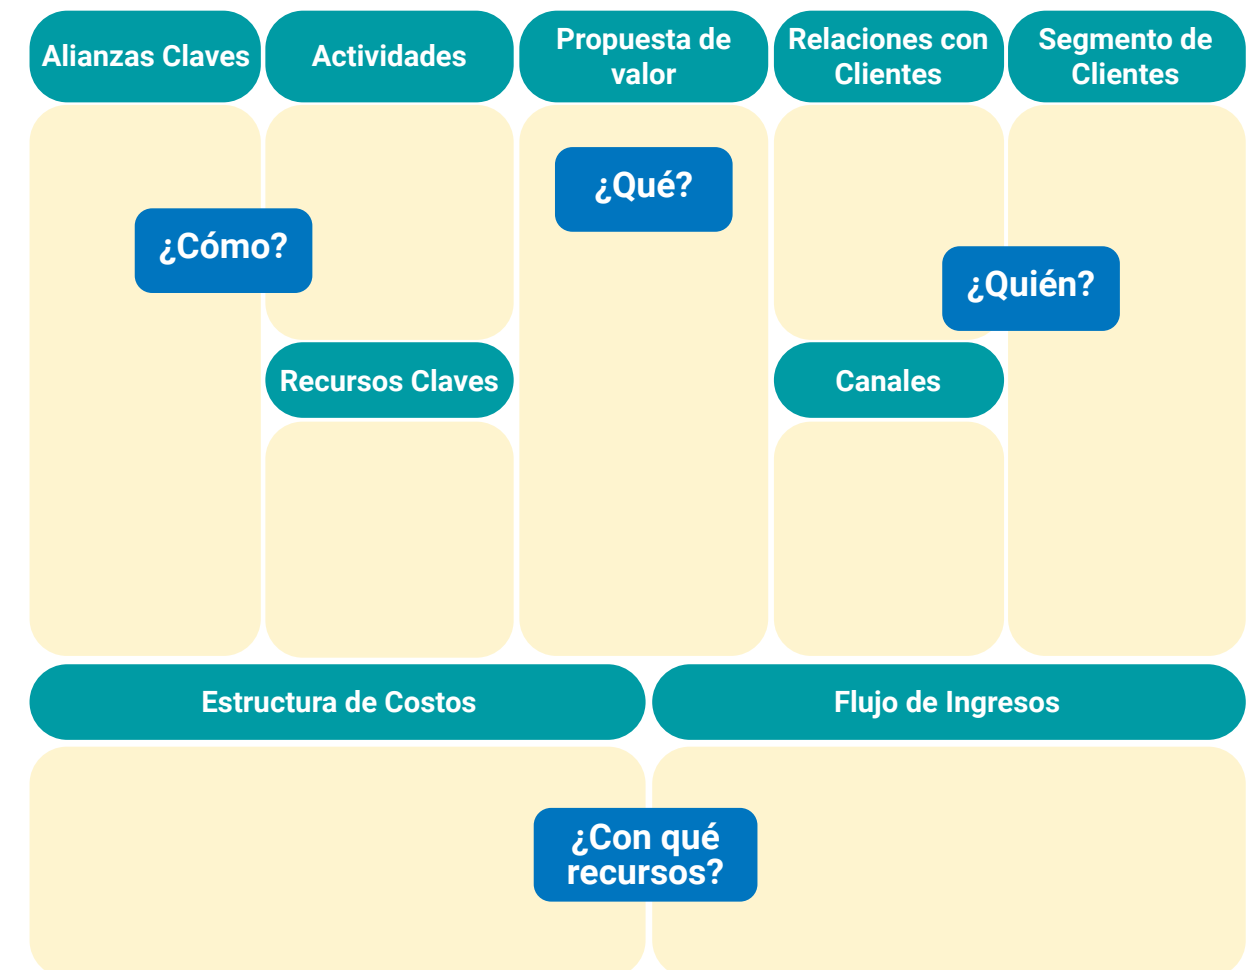 Alianzas Claves
Actividades
Propuesta de
valor
Relaciones con
Clientes
Segmento de
Clientes
¿Cómo?
¿Qué?
¿Quién?
Recursos Claves
Canales
Estructura de Costos
Flujo de Ingresos
¿Con qué
recursos?